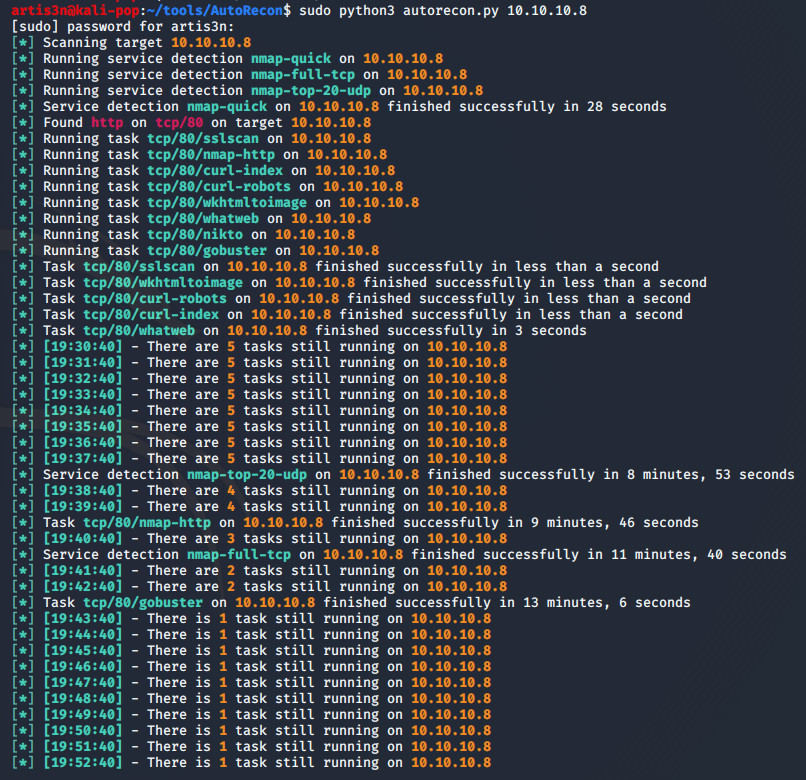 artis3n@kali-pop:~/tools/AutoRecon$ sudo python3 autorecon.py 10.10.10.8
[sudo] password for artis3n:
[*] Scanning target 10.10.10.8
[*] Running service detection nmap-quick on 10.10.10.8
[*] Running service detection nmap-full-tcp on 10.10.10.8
[*] Running service detection nmap-top-20-udp on 10.10.10.8
[*] Service detection nmap-quick on 10.10.10.8 finished successfully in 28 seconds
[*] Found http on tcp/80 on target 10.10.10.8
[*] Running task tcp/80/sslscan on 10.10.10.8
[*] Running task tcp/80/nmap-http on 10.10.10.8
[*] Running task tcp/80/curl-index on 10.10.10.8
[*] Running task tcp/80/curl-robots on 10.10.10.8
[*] Running task tcp/80/wkhtmltoimage on 10.10.10.8
[*] Running task tcp/80/whatweb on 10.10.10.8
[*] Running task tcp/80/nikto on 10.10.10.8
[*] Running task tcp/80/gobuster on 10.10.10.8
[*] Task tcp/80/sslscan on 10.10.10.8 finished successfully in less than a second
[*] Task tcp/80/wkhtmltoimage on 10.10.10.8 finished successfully in less than a second
[*] Task tcp/80/curl-robots on 10.10.10.8 finished successfully in less than a second
[*] Task tcp/80/curl-index on 10.10.10.8 finished successfully in less than a second
[*] Task tcp/80/whatweb on 10.10.10.8 finished successfully in 3 seconds
[*] [19:30:40] - There are 5 tasks still running on 10.10.10.8
[*] [19:31:40] - There are 5 tasks still running on 10.10.10.8
[*] [19:32:40] - There are 5 tasks still running on 10.10.10.8
[*] [19:33:40] - There are 5 tasks still running on 10.10.10.8
[*] [19:34:40] - There are 5 tasks still running on 10.10.10.8
[*] [19:35:40] - There are 5 tasks still running on 10.10.10.8
[*] [19:36:40] - There are 5 tasks still running on 10.10.10.8
[*] [19:37:40] - There are 5 tasks still running on 10.10.10.8
[*] Service detection nmap-top-20-udp on 10.10.10.8 finished successfully in 8 minutes, 53 seconds
[*] [19:38:40] - There are 4 tasks still running on 10.10.10.8
[*] [19:39:40] - There are 4 tasks still running on 10.10.10.8
[*] Task tcp/80/nmap-http on 10.10.10.8 finished successfully in 9 minutes, 46 seconds
[*] [19:40:40] - There are 3 tasks still running on 10.10.10.8
[*] Service detection nmap-full-tcp on 10.10.10.8 finished successfully in 11 minutes, 40 seconds
[*] [19:41:40] - There are 2 tasks still running on 10.10.10.8
[*] [19:42:40] - There are 2 tasks still running on 10.10.10.8
[*] Task tcp/80/gobuster on 10.10.10.8 finished successfully in 13 minutes, 6 seconds
[*] [19:43:40] - There is 1 task still running on 10.10.10.8
[*] [19:44:40] - There is 1 task still running on 10.10.10.8
[*] [19:45:40] - There is 1 task still running on 10.10.10.8
[*] [19:46:40] - There is 1 task still running on 10.10.10.8
[*] [19:47:40] - There is 1 task still running on 10.10.10.8
[*] [19:48:40] - There is 1 task still running on 10.10.10.8
[*] [19:49:40] - There is 1 task still running on 10.10.10.8
[*] [19:50:40] - There is 1 task still running on 10.10.10.8
[*] [19:51:40] - There is 1 task still running on 10.10.10.8
[*] [19:52:40] - There is 1 task still running on 10.10.10.8